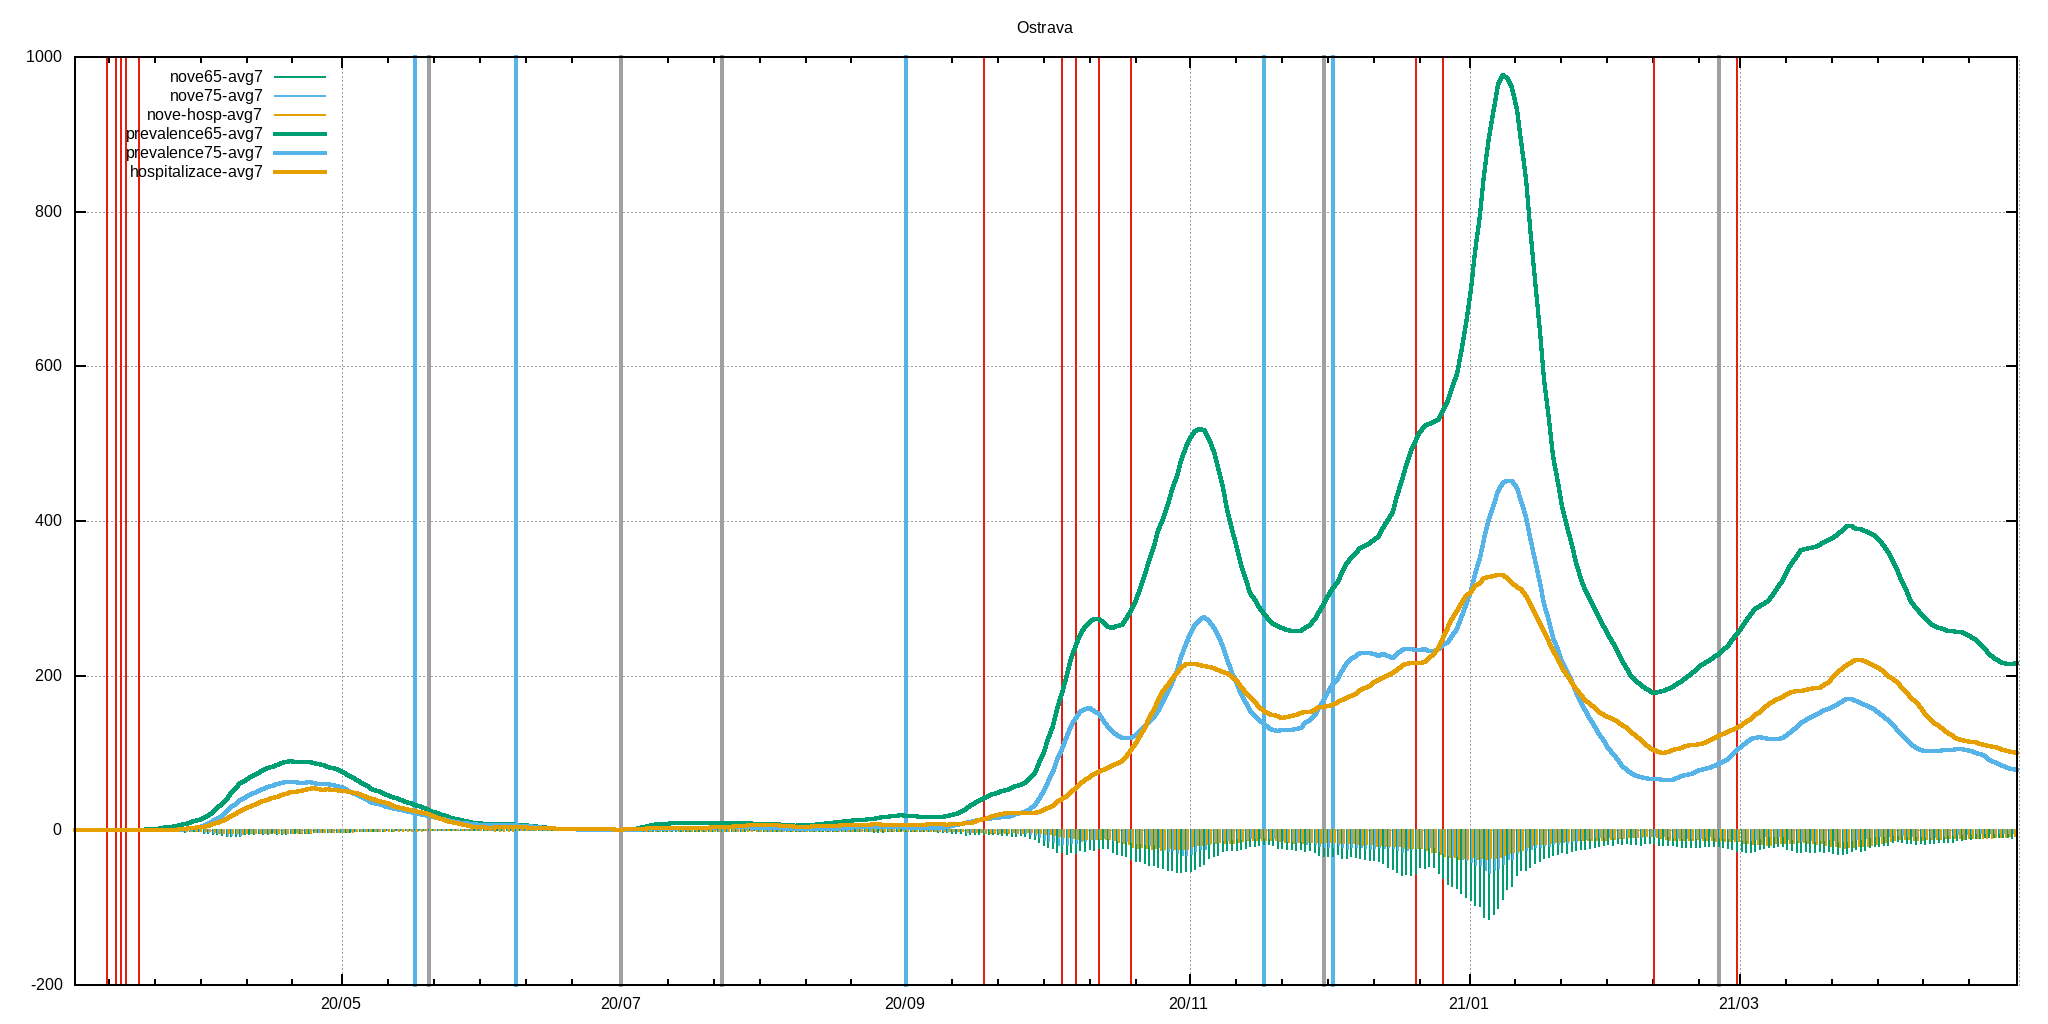 Ostrava
1000
800
600
400
200
0
-200
nove65-avg7
nove75-avg7
nove-hosp-avg7
prevalence65-avg7
prevalence75-avg7
hospitalizace-avg7
20/05
20/07
20/09
20/11
21/01
21/03